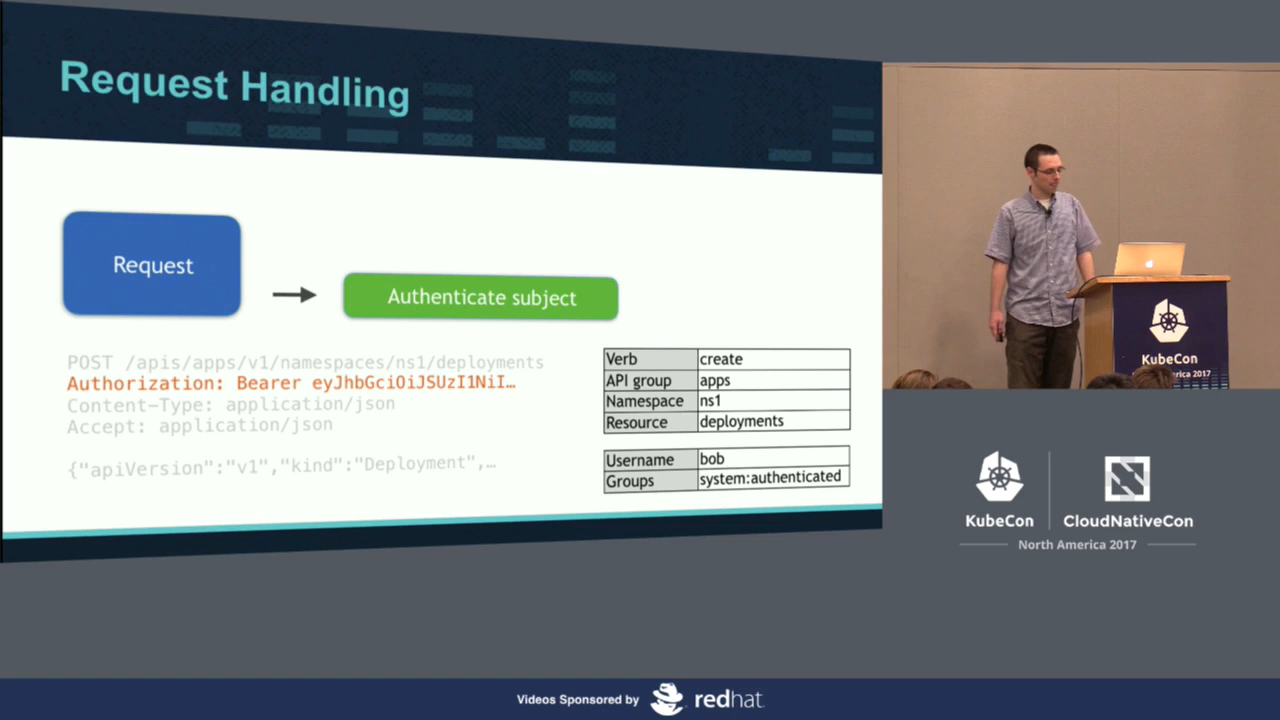 Request Handling
Request
Authenticate subject
POST /apis/apps/v1/namespaces/ns1/deployments
Authorization: Bearer eyJhbGciOiJSUzI1NiI…
Content-Type: application/json
Accept: application/json
{"apiVersion":"v1","kind":"Deployment",…
Verb create
API group apps
Namespace ns1
Resource deployments
Username bob
Groups system:authenticated
KubeCon
rica 2017
KubeCon
CloudNativeCon
North America 2017
Videos Sponsored by
redhat.